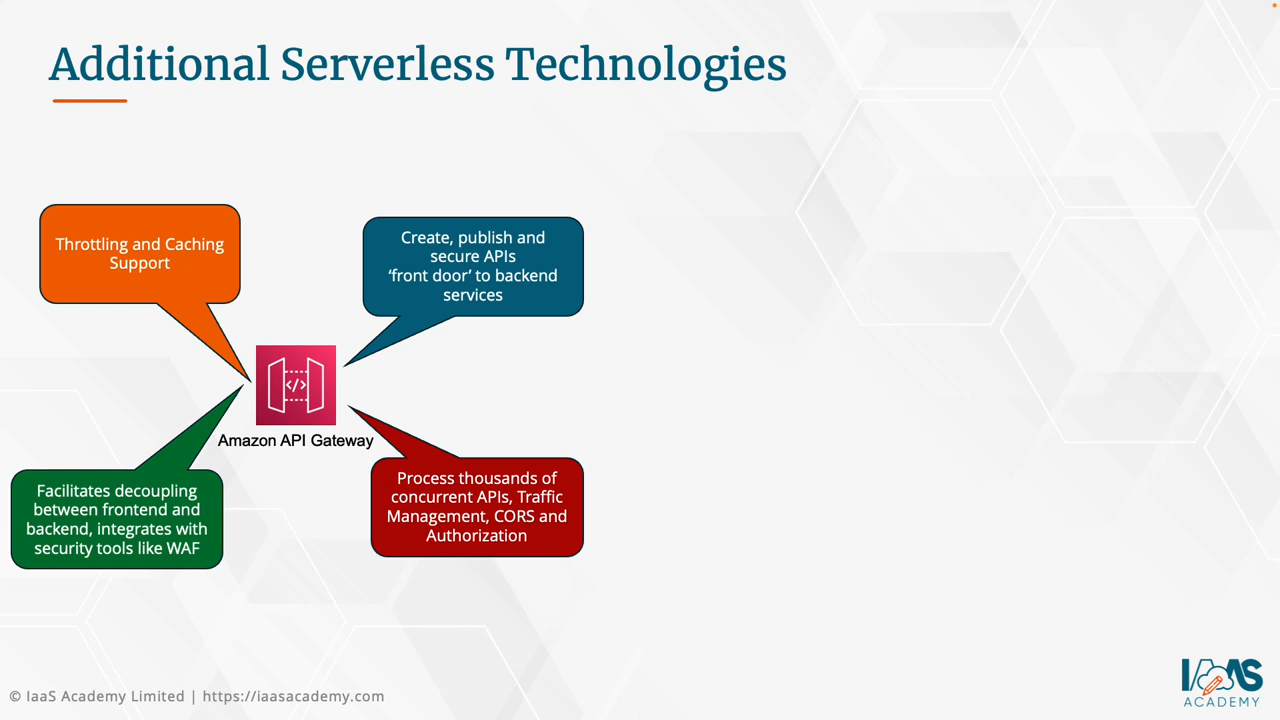 Additional Serverless Technologies
Throttling and Caching
Support
Create, publish and
secure APIs
‘front door’ to backend
services
</>
Amazon API Gateway
Facilitates decoupling
between frontend and
backend, integrates with
security tools like WAF
Process thousands of
concurrent APIs, Traffic
Management, CORS and
Authorization
© IaaS Academy Limited | https://iaasacademy.com
IAAS
ACADEMY